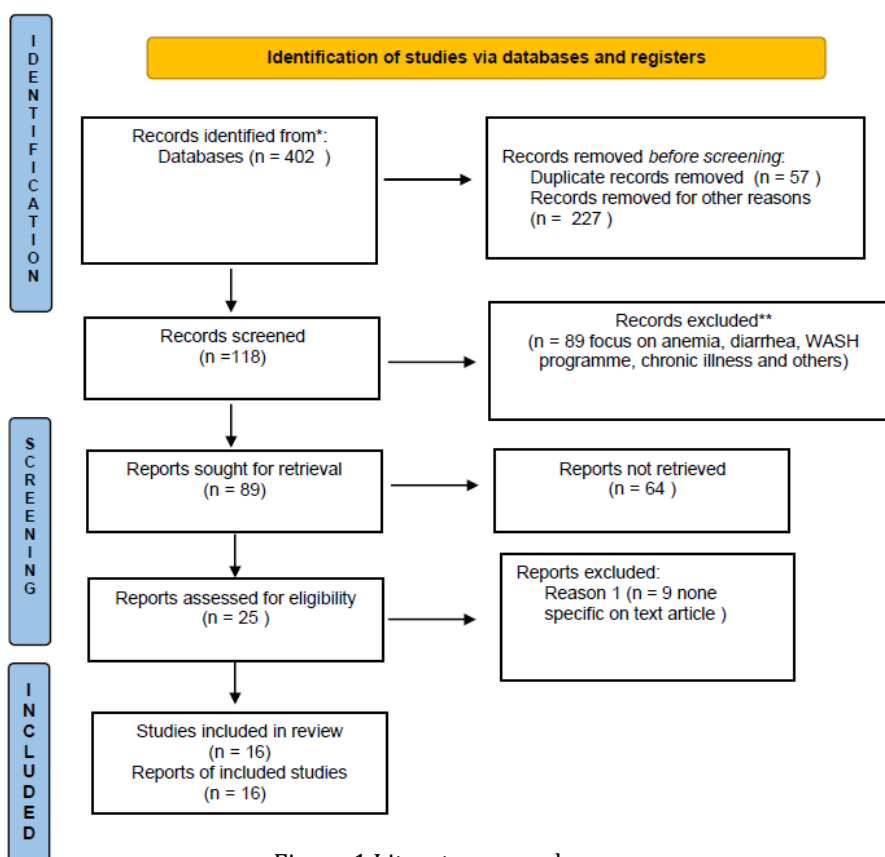 IDENTIFICATION
Identification of studies via databases and registers
Records identified from*:
Databases (n = 402 )
Records removed before screening:
Duplicate records removed (n = 57 )
Records removed for other reasons
(n = 227 )
Records screened
(n =118)
Records excluded**
(n = 89 focus on anemia, diarrhea, WASH
programme, chronic illness and others)
SCREENING
Reports sought for retrieval
(n = 89)
Reports not retrieved
(n = 64 )
Reports assessed for eligibility
(n = 25 )
Reports excluded:
Reason 1 (n = 9 none
specific on text article )
INCLUDED
Studies included in review
(n = 16)
Reports of included studies
(n = 16)